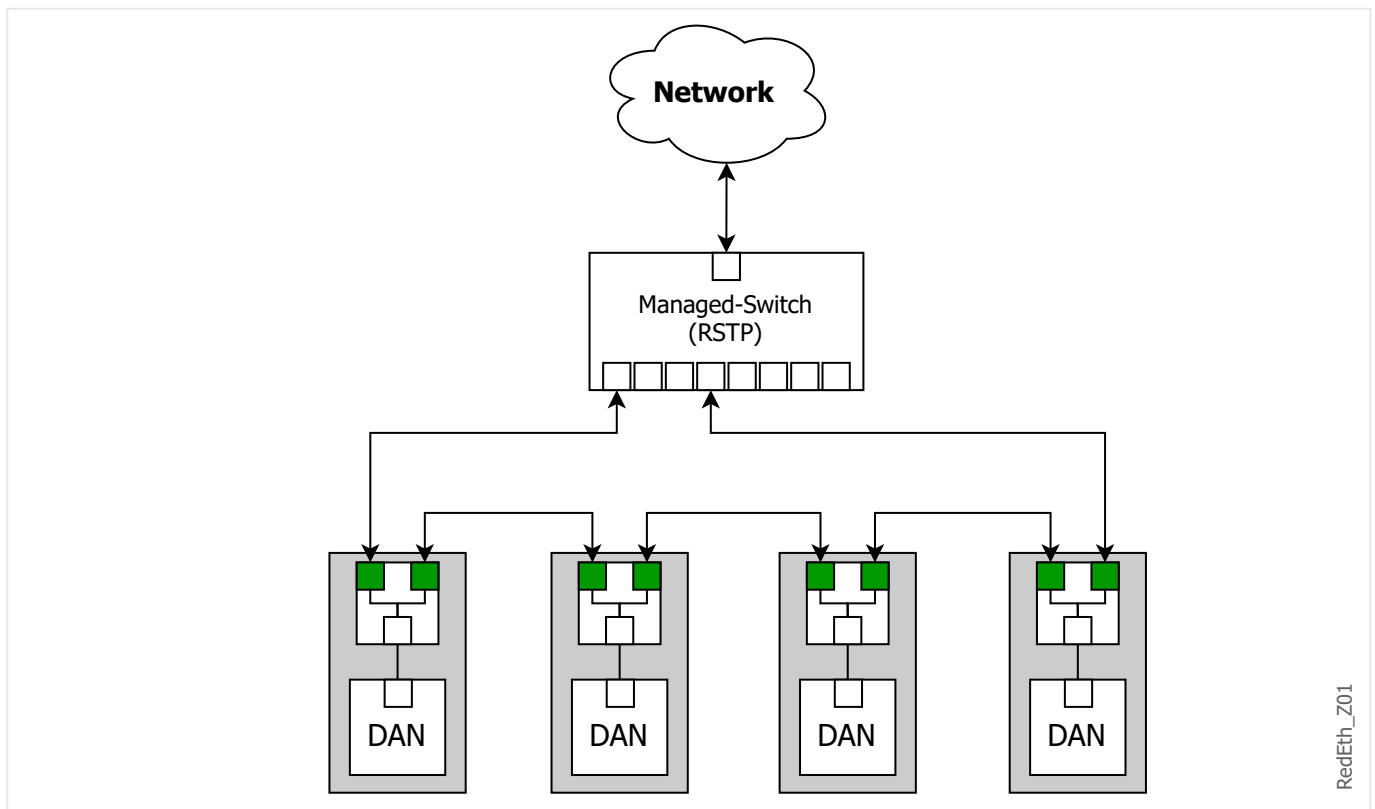 Network
Managed-Switch
(RSTP)
DAN
DAN
DAN
DAN
RedEth_Z01